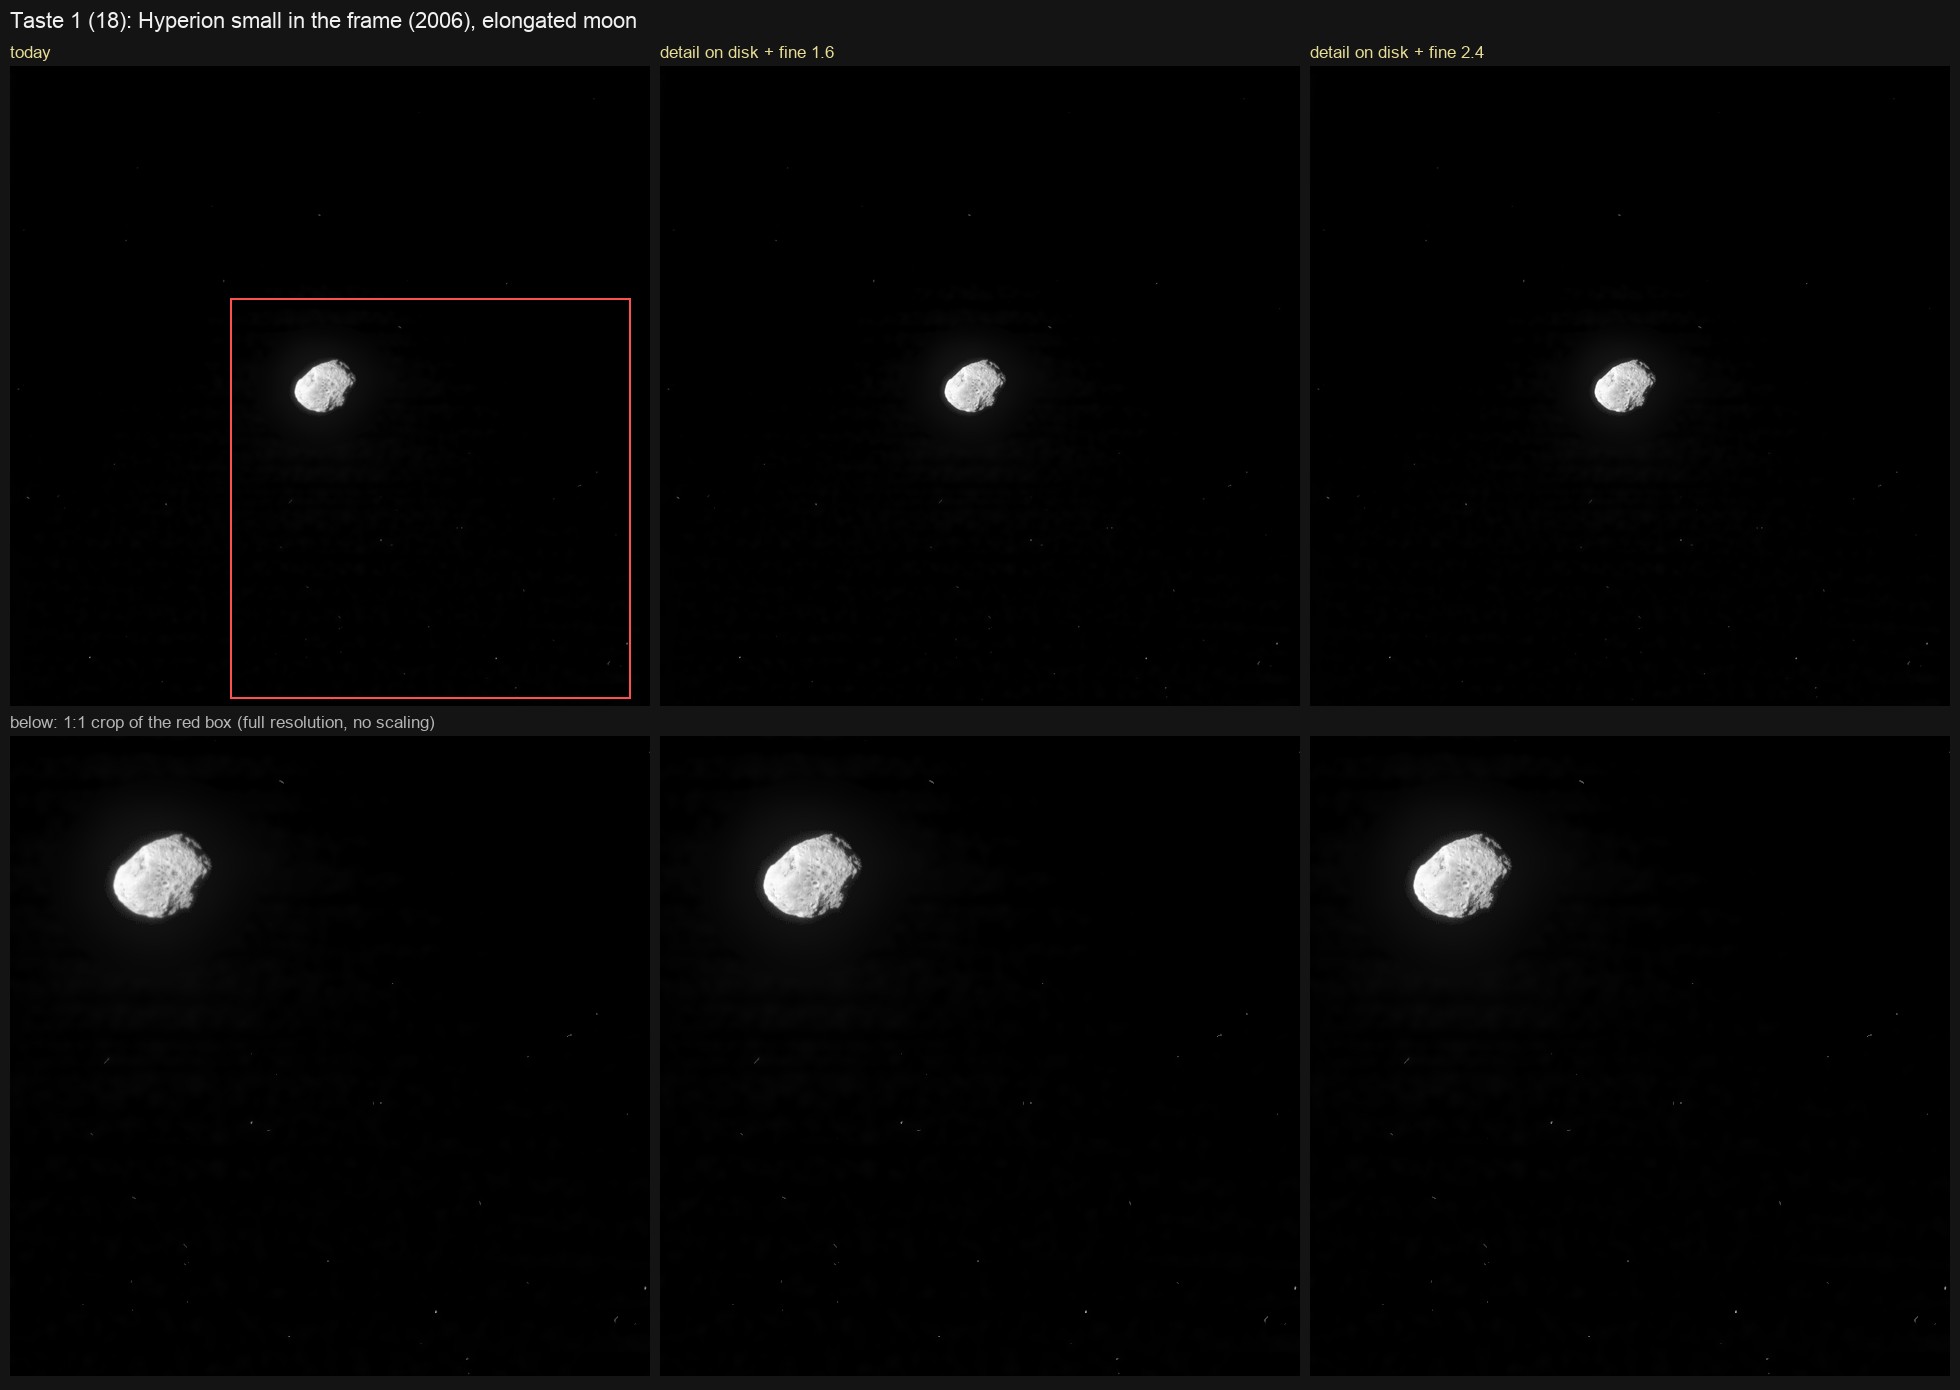 Taste 1 (18): Hyperion small in the frame (2006), elongated moon
today
detail on disk + fine 1.6
detail on disk + fine 2.4
below: 1:1 crop of the red box (full resolution, no scaling)